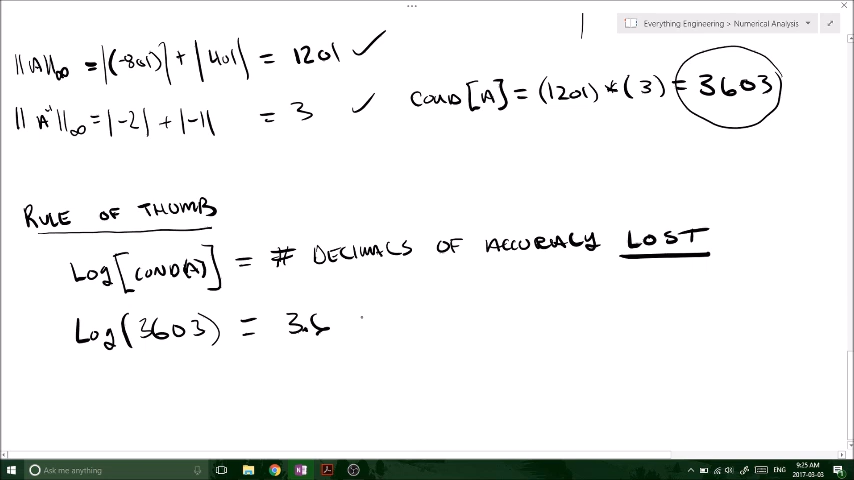 Everything Engineering > Numerical Analysis
||A||∞ = |(-801)| + |401| = 1201 ✓
COND[A] = (1201) * (3) = 3603
||A⁻¹||∞ = |-2| + |-1| = 3 ✓
RULE OF THUMB
Log[COND(A)] = # DECIMALS OF ACCURACY LOST
Log(3603) = 3.5
Ask me anything
ENG
9:25 AM
2017-03-03